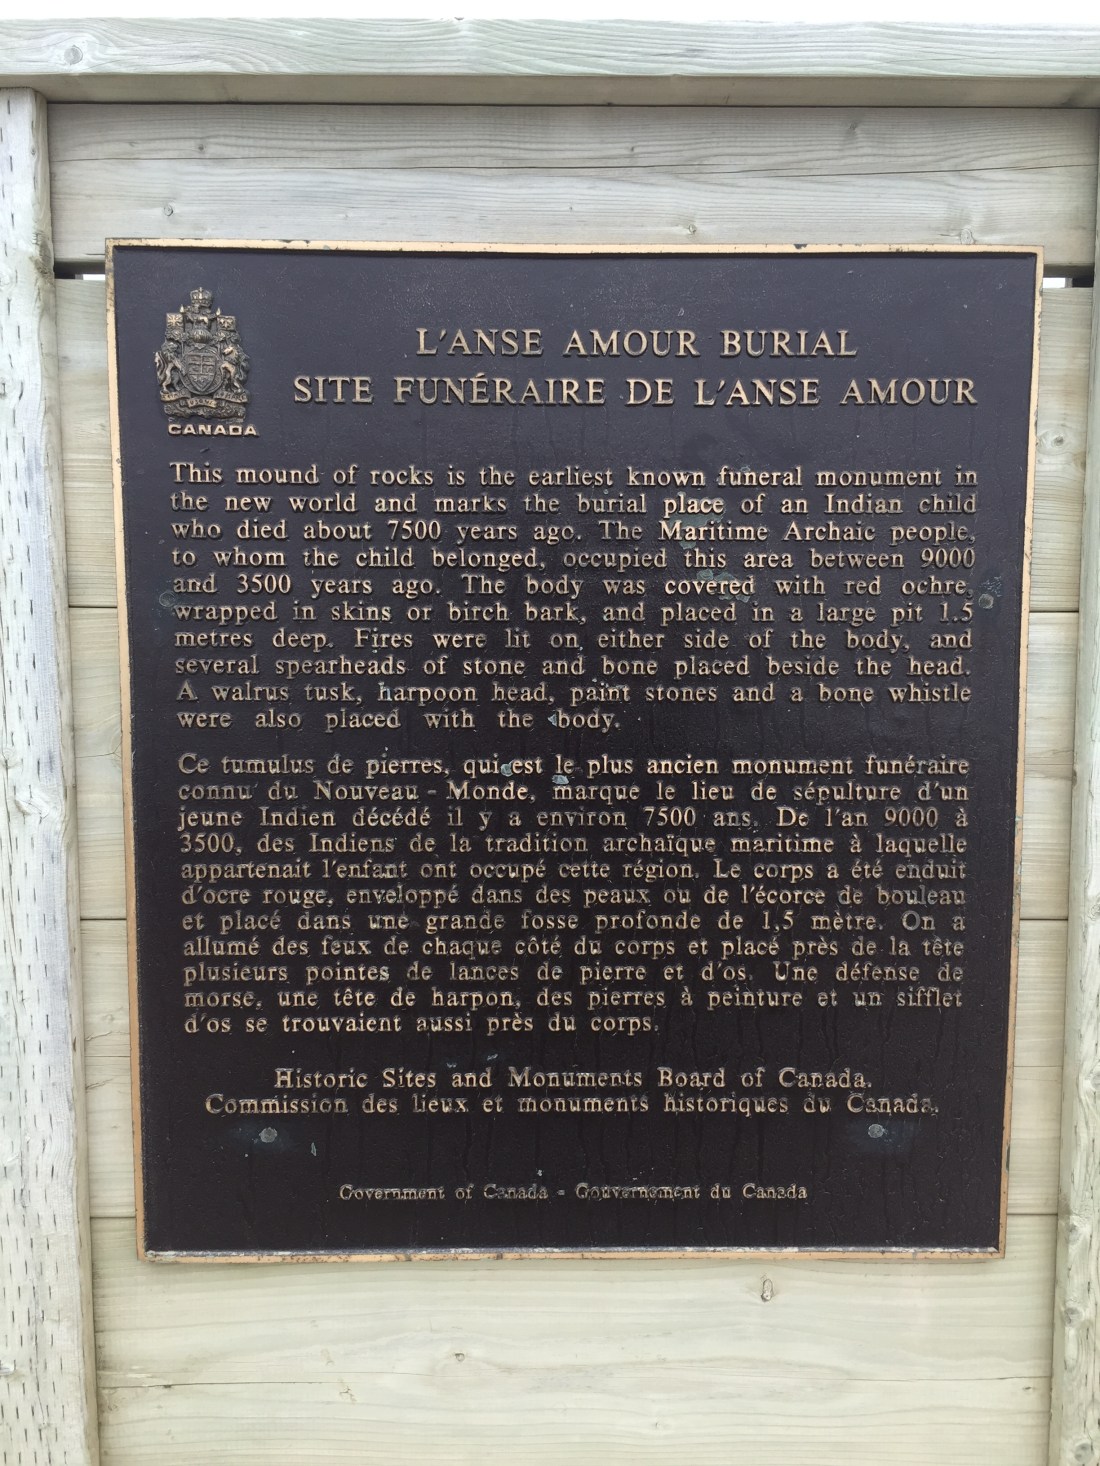 L'ANSE AMOUR BURIAL
SITE FUNÉRAIRE DE L'ANSE AMOUR
CANADA
This mound of rocks is the earliest known funeral monument in
the new world and marks the burial place of an Indian child
who died about 7500 years ago. The Maritime Archaic people,
to whom the child belonged, occupied this area between 9000
and 3500 years ago. The body was covered with red ochre,
wrapped in skins or birch bark, and placed in a large pit 1.5
metres deep. Fires were lit on either side of the body, and
several spearheads of stone and bone placed beside the head.
A walrus tusk, harpoon head, paint stones and a bone whistle
were also placed with the body.
Ce tumulus de pierres, qui est le plus ancien monument funéraire
connu du Nouveau - Monde, marque le lieu de sépulture d'un
jeune Indien décédé il y a environ 7500 ans. De l'an 9000 à
3500, des Indiens de la tradition archaïque maritime à laquelle
appartenait l'enfant ont occupé cette région. Le corps a été enduit
d'ocre rouge, enveloppé dans des peaux ou de l'écorce de bouleau
et placé dans une grande fosse profonde de 1,5 mètre. On a
allumé des feux de chaque côté du corps et placé près de la tête
plusieurs pointes de lances de pierre et d'os. Une défense de
morse, une tête de harpon, des pierres à peinture et un sifflet
d'os se trouvaient aussi près du corps.
Historic Sites and Monuments Board of Canada.
Commission des lieux et monuments historiques du Canada.
Government of Canada - Gouvernement du Canada